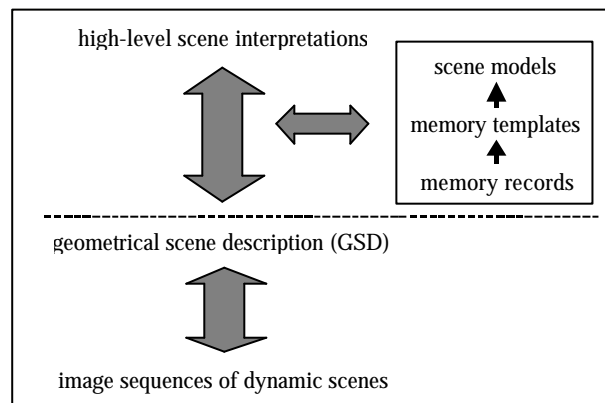 high-level scene interpretations
scene models
memory templates
memory records
geometrical scene description (GSD)
image sequences of dynamic scenes